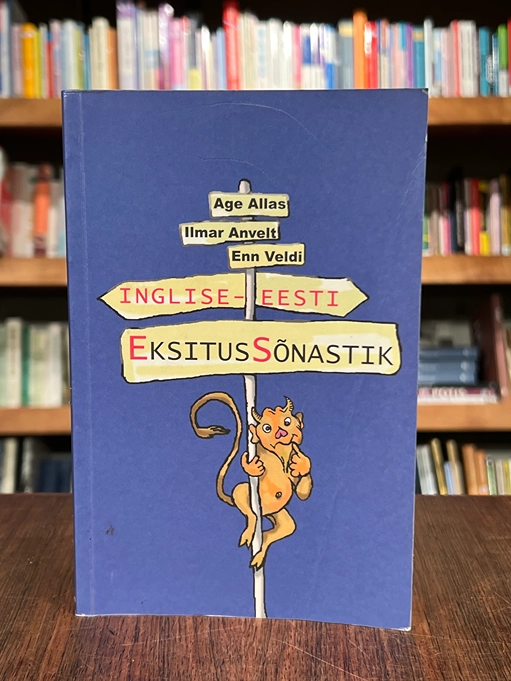 Age Allas
Ilmar Anvelt
Enn Veldi
INGLISE-EESTI
EKSITUSSÕNASTIK